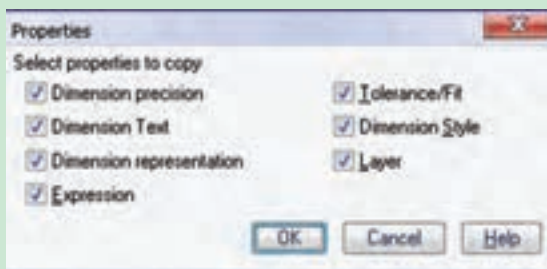 Properties
Select properties to copy
Dimension precision
Tolerance/Fit
Dimension Text
Dimension Style
Dimension representation
Layer
Expression
OK Cancel Help